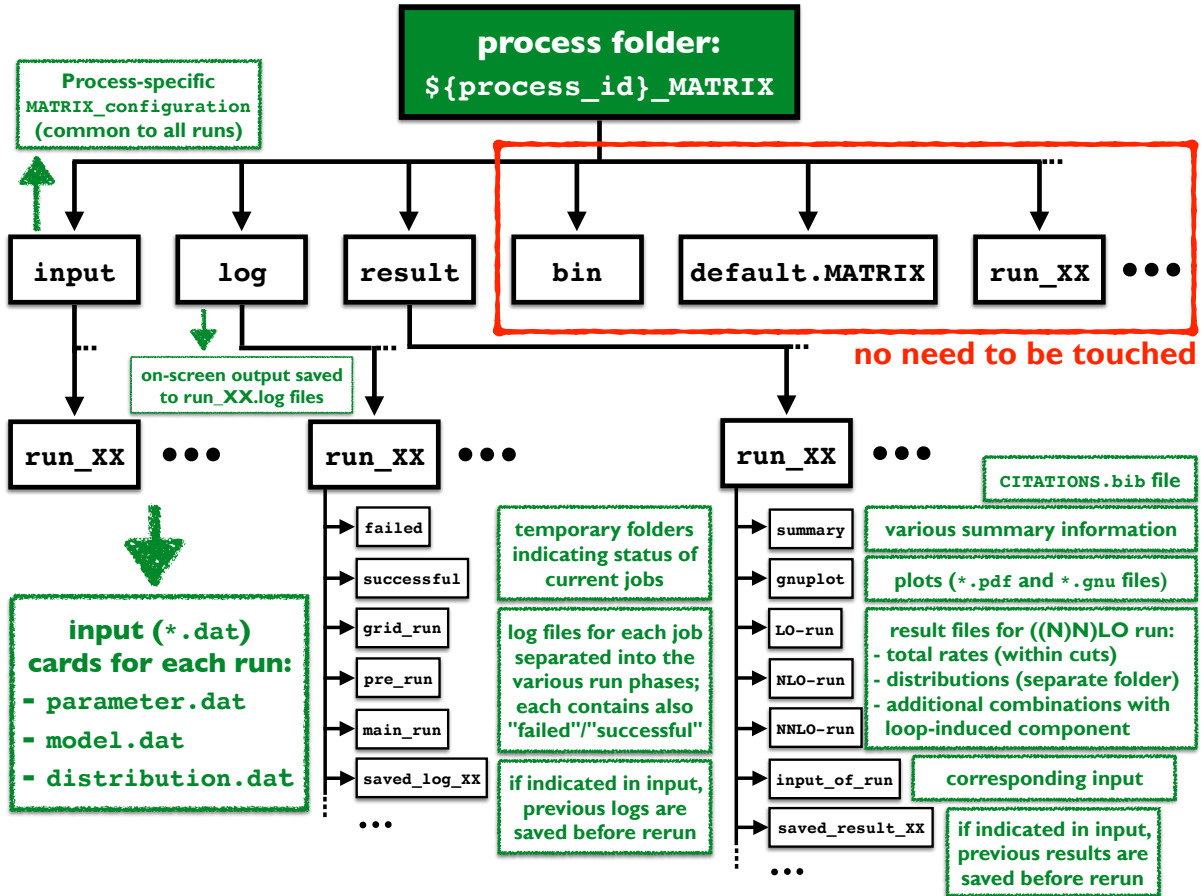 process folder:
${process_id}_MATRIX
Process-specific
MATRIX_configuration
(common to all runs)
input
log
result
bin
default.MATRIX
run_XX
no need to be touched
on-screen output saved
to run_XX.log files
run_XX
run_XX
run_XX
input (*.dat)
cards for each run:
- parameter.dat
- model.dat
- distribution.dat
failed
successful
grid_run
pre_run
main_run
saved_log_XX
temporary folders
indicating status of
current jobs
log files for each job
separated into the
various run phases;
each contains also
"failed"/"successful"
if indicated in input,
previous logs are
saved before rerun
CITATIONS.bib file
summary
various summary information
gnuplot
plots (*.pdf and *.gnu files)
LO-run
NLO-run
NNLO-run
result files for ((N)N)LO run:
- total rates (within cuts)
- distributions (separate folder)
- additional combinations with
loop-induced component
input_of_run
corresponding input
saved_result_XX
if indicated in input,
previous results are
saved before rerun